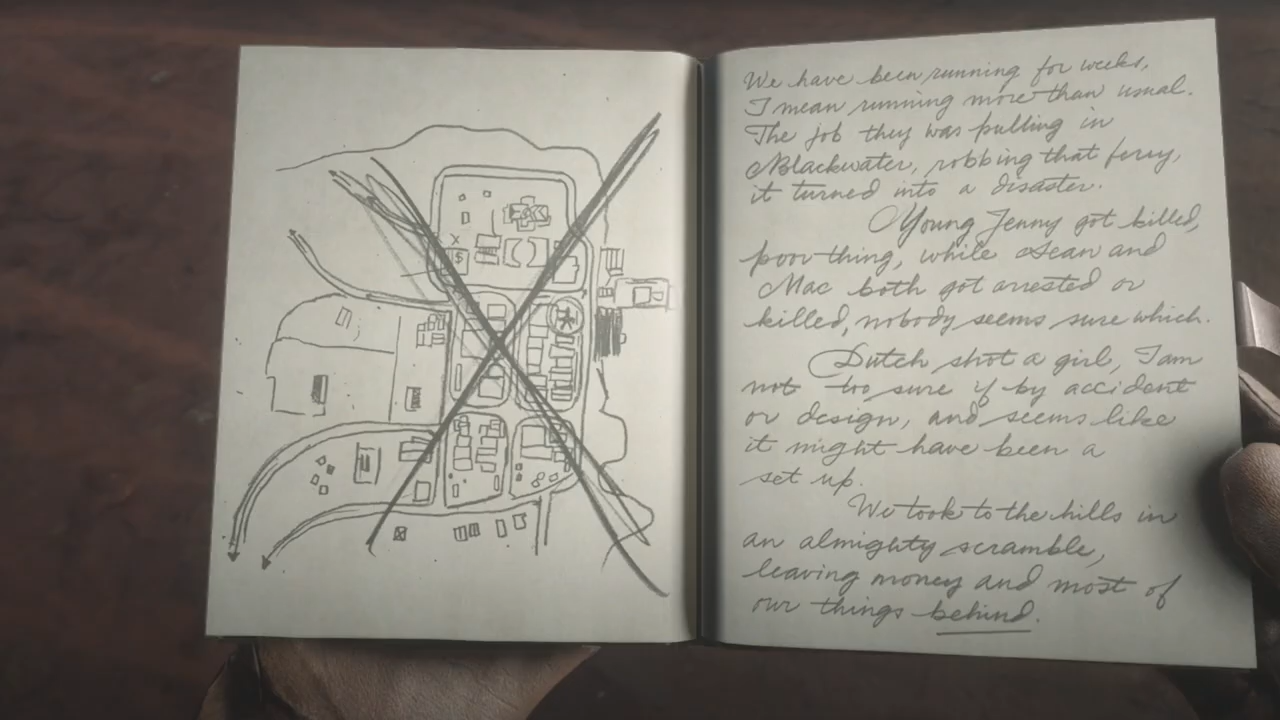 $
We have been running for weeks,
I mean running more than usual.
The job they was pulling in
Blackwater, robbing that ferry,
it turned into a disaster.
Young Jenny got killed,
poor thing, while Sean and
Mac both got arrested or
killed, nobody seems sure which.
Dutch shot a girl, I am
not too sure if by accident
or design, and seems like
it might have been a
set up.
We took to the hills in
an almighty scramble,
leaving money and most of
our things behind.